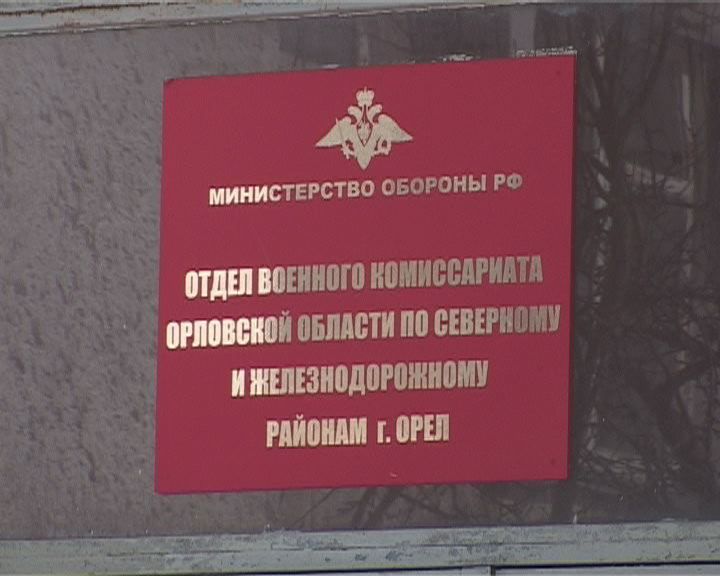 МИНИСТЕРСТВО ОБОРОНЫ РФ
ОТДЕЛ ВОЕННОГО КОМИССАРИАТА
ОРЛОВСКОЙ ОБЛАСТИ ПО СЕВЕРНОМУ
И ЖЕЛЕЗНОДОРОЖНОМУ
РАЙОНАМ г. ОРЕЛ